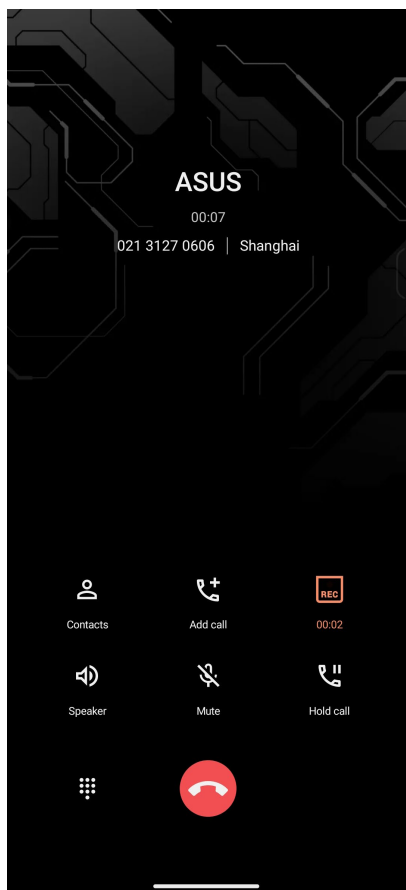 ASUS
00:07
021 3127 0606 | Shanghai
Contacts
Add call
REC
00:02
Speaker
Mute
Hold call